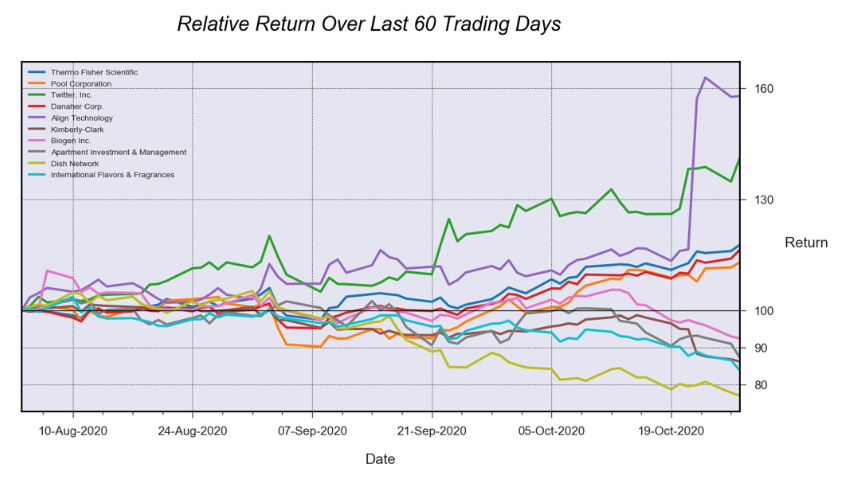 Relative Return Over Last 60 Trading Days
Thermo Fisher Scientific
Pool Corporation
Twitter, Inc.
Danaher Corp.
Align Technology
Kimberly-Clark
Biogen Inc.
Apartment Investment & Management
Dish Network
International Flavors & Fragrances
160
130
Return
100
90
80
10-Aug-2020 24-Aug-2020 07-Sep-2020 21-Sep-2020 05-Oct-2020 19-Oct-2020
Date